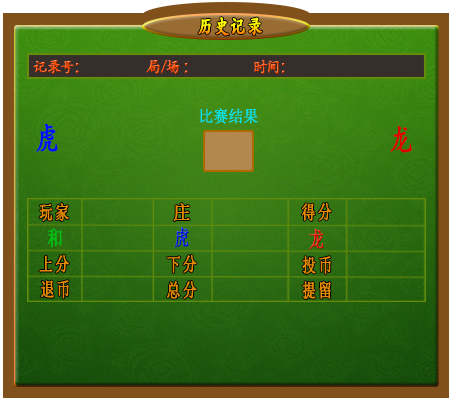 历史记录
记录号： 局/场： 时间：
比赛结果
虎 龙
玩家 庄 得分
和 虎 龙
上分 下分 投币
退币 总分 提留